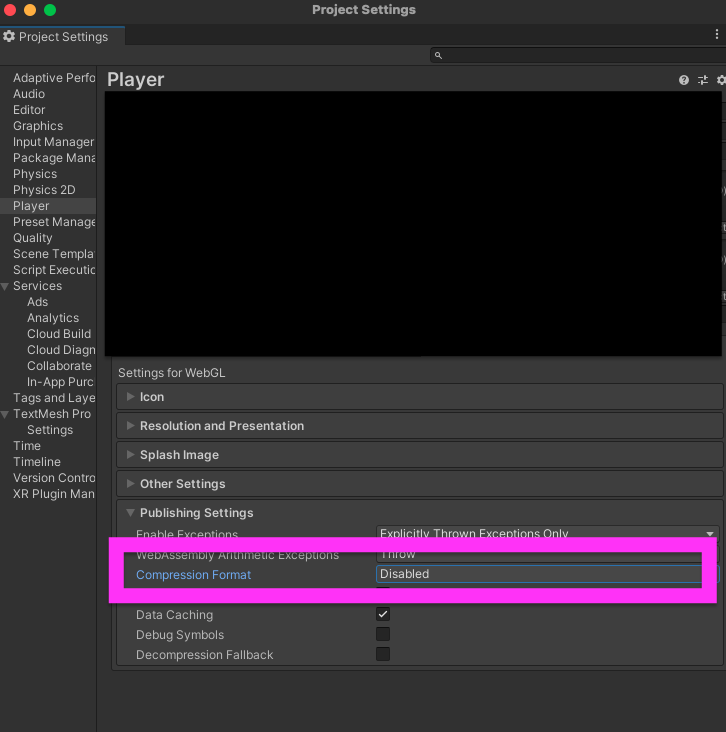 Project Settings
Project Settings
Adaptive Perfo
Audio
Editor
Graphics
Input Manager
Package Mana
Physics
Physics 2D
Player
Preset Manage
Quality
Scene Templa
Script Executio
Services
Ads
Analytics
Cloud Build
Cloud Diagn
Collaborate
In-App Purc
Tags and Laye
TextMesh Pro
Settings
Time
Timeline
Version Contro
XR Plugin Man
Player
Settings for WebGL
Icon
Resolution and Presentation
Splash Image
Other Settings
Publishing Settings
Enable Exceptions Explicitly Thrown Exceptions Only
WebAssembly Arithmetic Exceptions Throw
Compression Format Disabled
Data Caching
Debug Symbols
Decompression Fallback